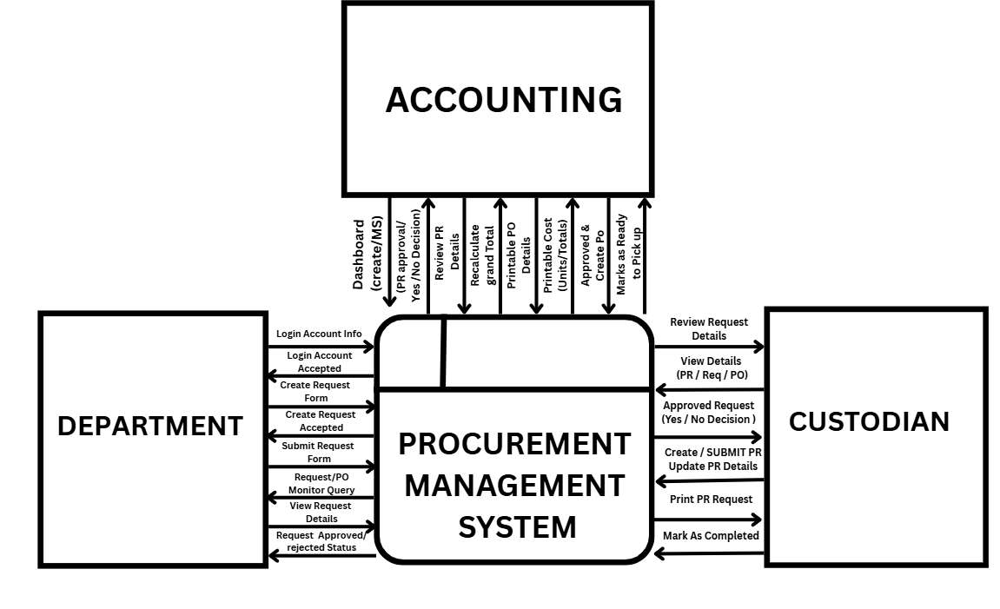 ACCOUNTING
Dashboard
(create/MS)
(PR approval/
Yes /No Decision)
Review PR
Details
Recalculate
grand Total
Printable PO
Details
Printable Cost
(Units/Totals)
Approved &
Create Po
Marks as Ready
to Pick up
DEPARTMENT
Login Account Info
Login Account
Accepted
Create Request
Form
Create Request
Accepted
Submit Request
Form
Request/PO
Monitor Query
View Request
Details
Request Approved/
rejected Status
PROCUREMENT
MANAGEMENT
SYSTEM
Review Request
Details
View Details
(PR / Req / PO)
Approved Request
(Yes / No Decision )
Create / SUBMIT PR
Update PR Details
Print PR Request
Mark As Completed
CUSTODIAN